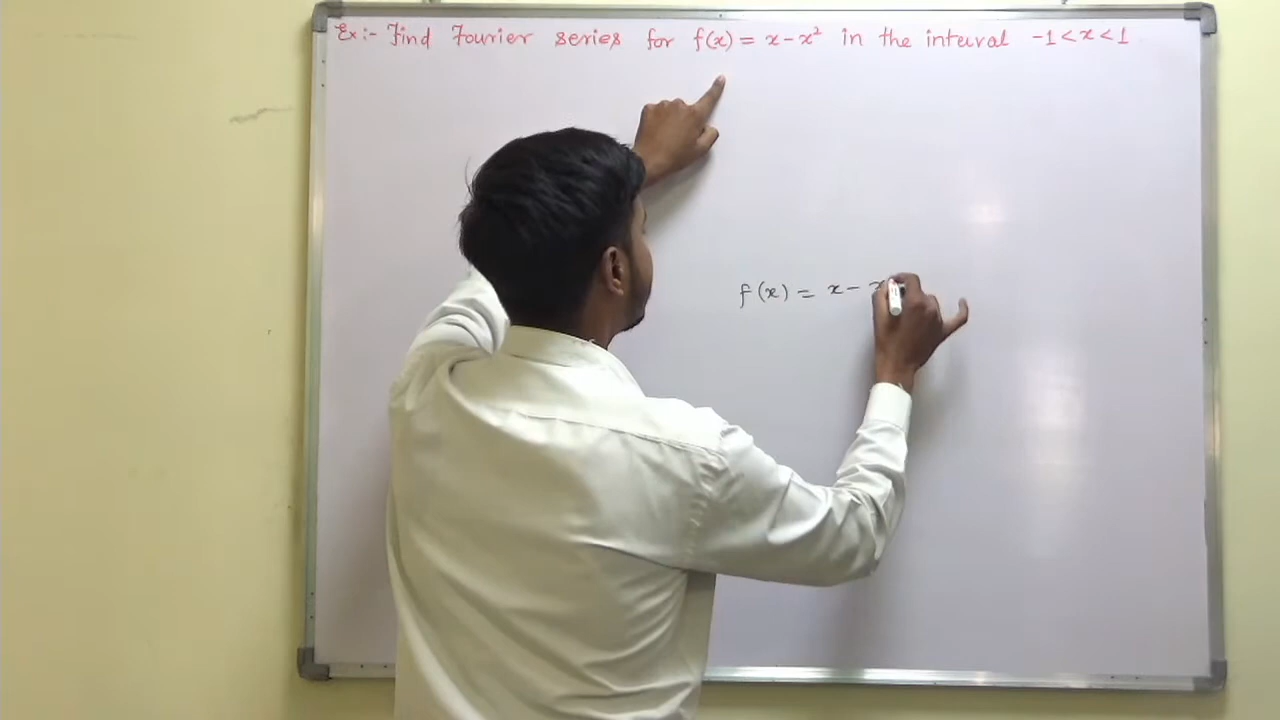 Ex:- Find Fourier series for f(x) = x - x² in the interval -1 < x < 1
f(x) = x - x